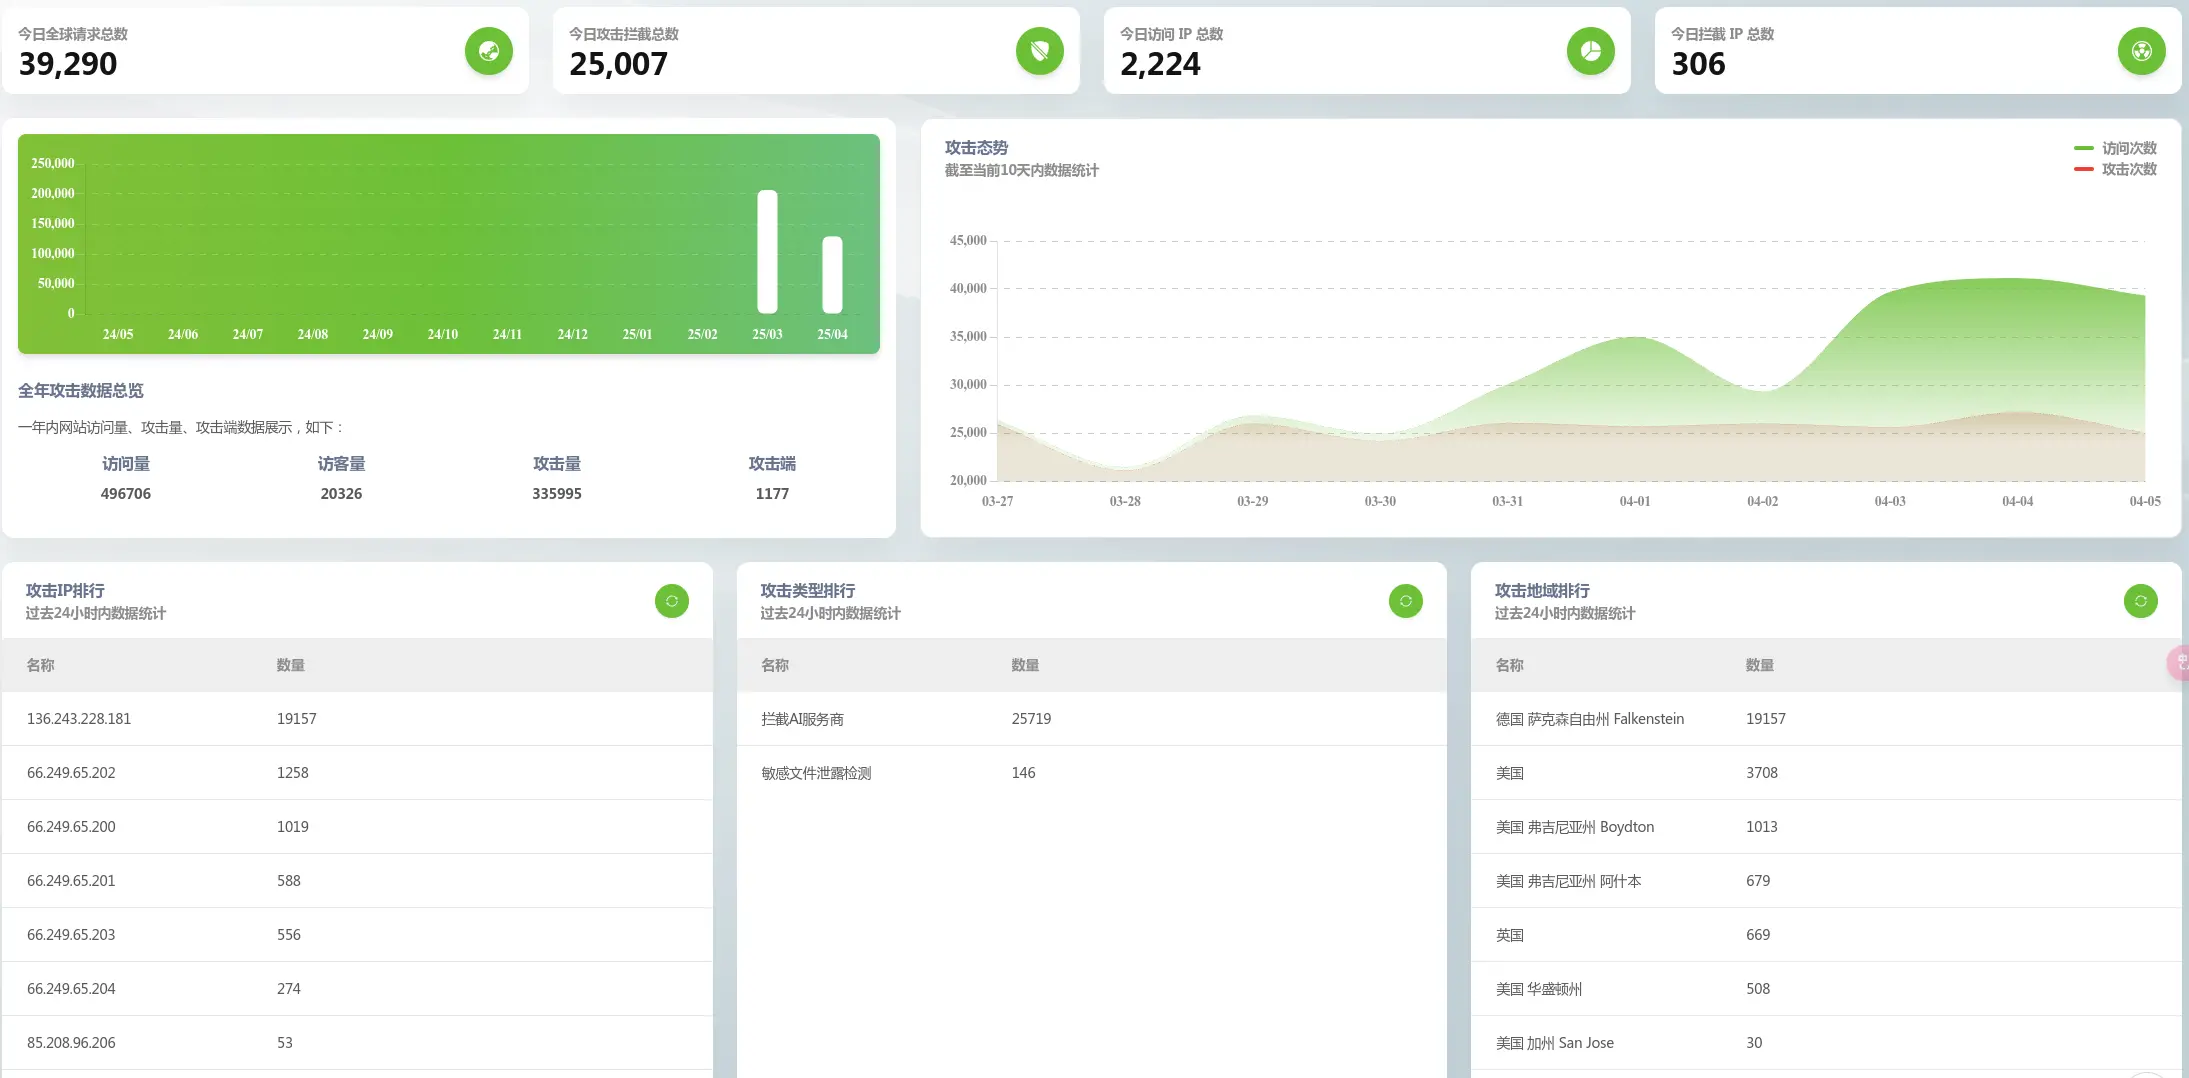 今日全球请求总数
39,290
今日攻击拦截总数
25,007
今日访问 IP 总数
2,224
今日拦截 IP 总数
306
250,000
200,000
150,000
100,000
50,000
0
24/05 24/06 24/07 24/08 24/09 24/10 24/11 24/12 25/01 25/02 25/03 25/04
全年攻击数据总览
一年内网站访问量、攻击量、攻击端数据展示，如下：
访问量 访客量 攻击量 攻击端
496706 20326 335995 1177
攻击态势
截至当前10天内数据统计
访问次数
攻击次数
45,000
40,000
35,000
30,000
25,000
20,000
03-27 03-28 03-29 03-30 03-31 04-01 04-02 04-03 04-04 04-05
攻击IP排行
过去24小时内数据统计
名称 数量
136.243.228.181 19157
66.249.65.202 1258
66.249.65.200 1019
66.249.65.201 588
66.249.65.203 556
66.249.65.204 274
85.208.96.206 53
攻击类型排行
过去24小时内数据统计
名称 数量
拦截AI服务商 25719
敏感文件泄露检测 146
攻击地域排行
过去24小时内数据统计
名称 数量
德国 萨克森自由州 Falkenstein 19157
美国 3708
美国 弗吉尼亚州 Boydton 1013
美国 弗吉尼亚州 阿什本 679
英国 669
美国 华盛顿州 508
美国 加州 San Jose 30